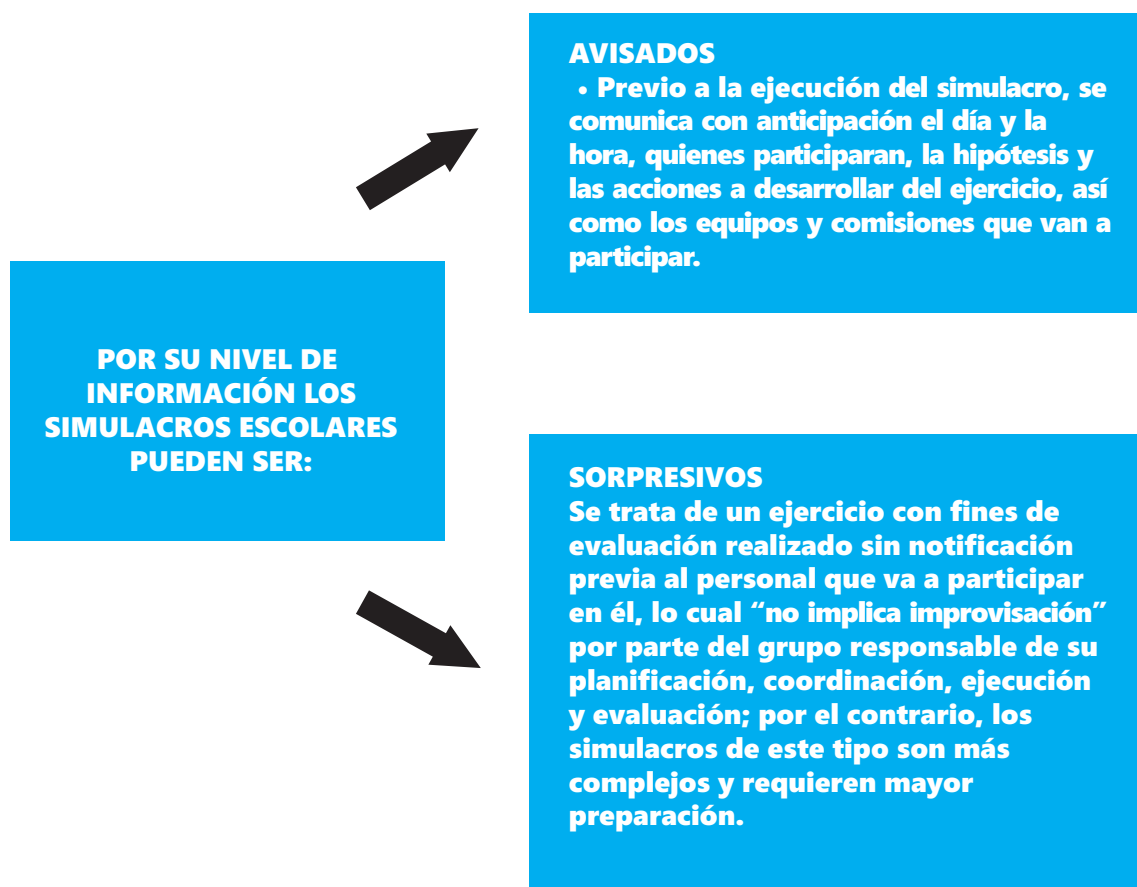 POR SU NIVEL DE
INFORMACIÓN LOS
SIMULACROS ESCOLARES
PUEDEN SER:
AVISADOS
• Previo a la ejecución del simulacro, se
comunica con anticipación el día y la
hora, quienes participaran, la hipótesis y
las acciones a desarrollar del ejercicio, así
como los equipos y comisiones que van a
participar.
SORPRESIVOS
Se trata de un ejercicio con fines de
evaluación realizado sin notificación
previa al personal que va a participar
en él, lo cual “no implica improvisación”
por parte del grupo responsable de su
planificación, coordinación, ejecución
y evaluación; por el contrario, los
simulacros de este tipo son más
complejos y requieren mayor
preparación.